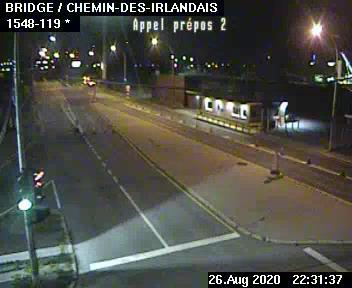 BRIDGE / CHEMIN-DES-IRLANDAIS
1548-119 *
Appel prépos 2
26.Aug 2020 22:31:37